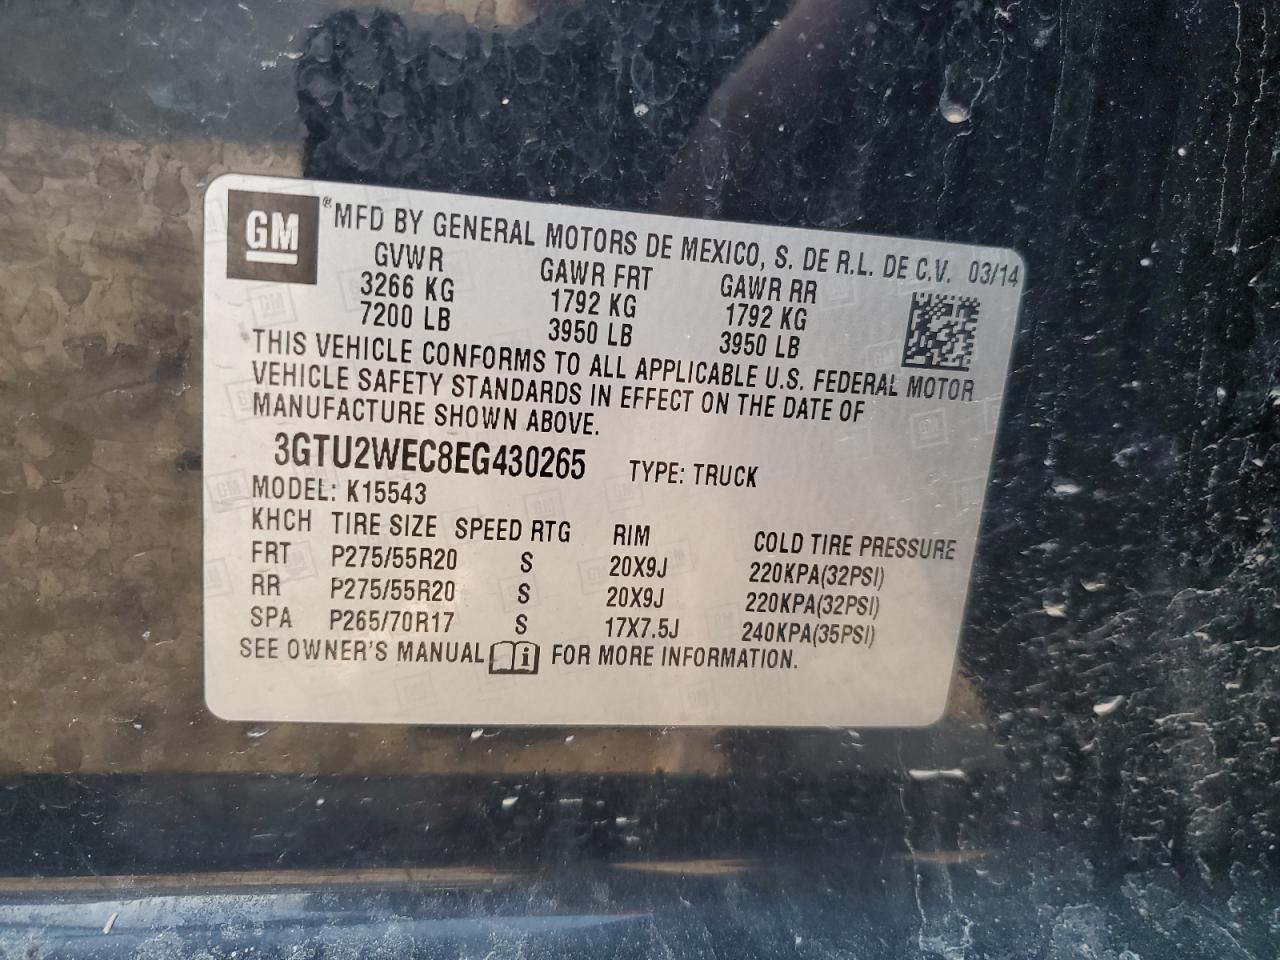 GM ® MFD BY GENERAL MOTORS DE MEXICO, S. DE R.L. DE C.V. 03/14
GVWR GAWR FRT GAWR RR
3266 KG 1792 KG 1792 KG
7200 LB 3950 LB 3950 LB
THIS VEHICLE CONFORMS TO ALL APPLICABLE U.S. FEDERAL MOTOR
VEHICLE SAFETY STANDARDS IN EFFECT ON THE DATE OF
MANUFACTURE SHOWN ABOVE.
3GTU2WEC8EG430265 TYPE: TRUCK
MODEL: K15543
KHCH TIRE SIZE SPEED RTG RIM COLD TIRE PRESSURE
FRT P275/55R20 S 20X9J 220KPA(32PSI)
RR P275/55R20 S 20X9J 220KPA(32PSI)
SPA P265/70R17 S 17X7.5J 240KPA(35PSI)
SEE OWNER'S MANUAL i FOR MORE INFORMATION.